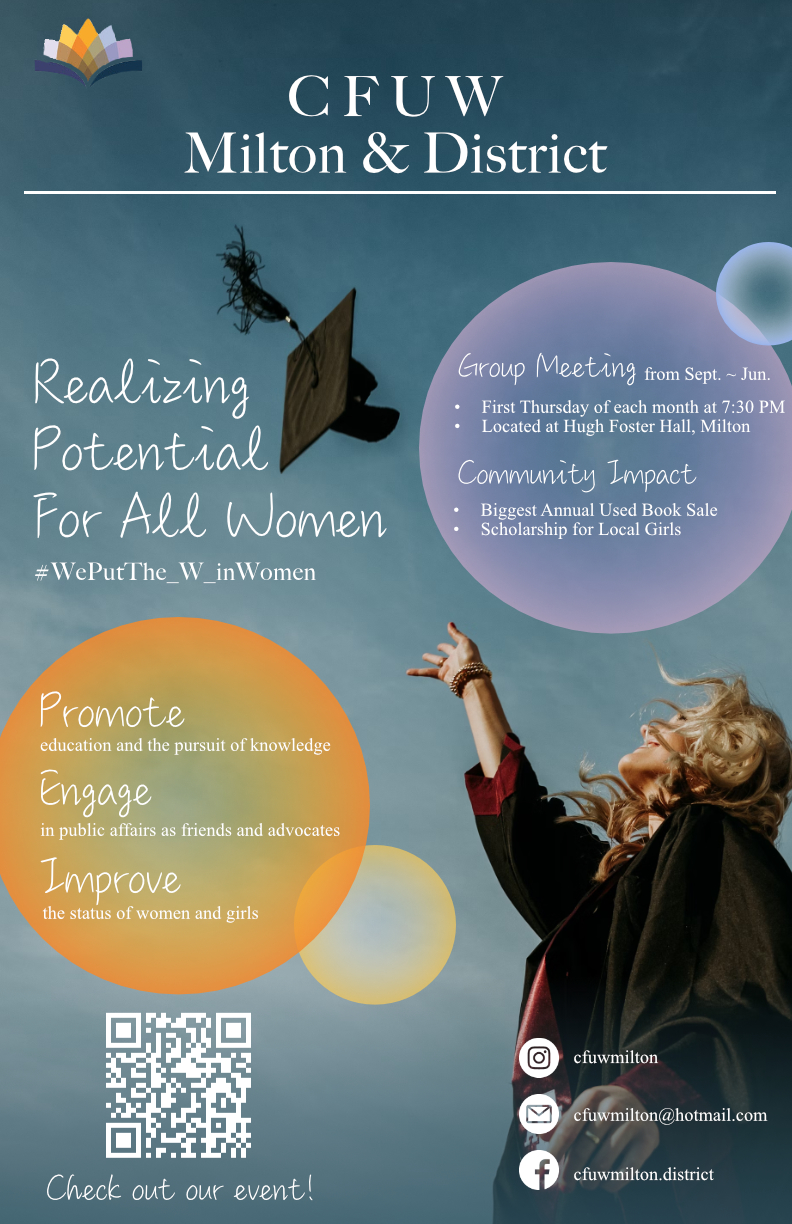 CFUW
Milton & District
Realizing
Potential
For All Women
#WePutThe_W_inWomen
Group Meeting from Sept. ~ Jun.
• First Thursday of each month at 7:30 PM
• Located at Hugh Foster Hall, Milton
Community Impact
• Biggest Annual Used Book Sale
• Scholarship for Local Girls
Promote
education and the pursuit of knowledge
Engage
in public affairs as friends and advocates
Improve
the status of women and girls
Check out our event!
cfuwmilton
cfuwmilton@hotmail.com
cfuwmilton.district